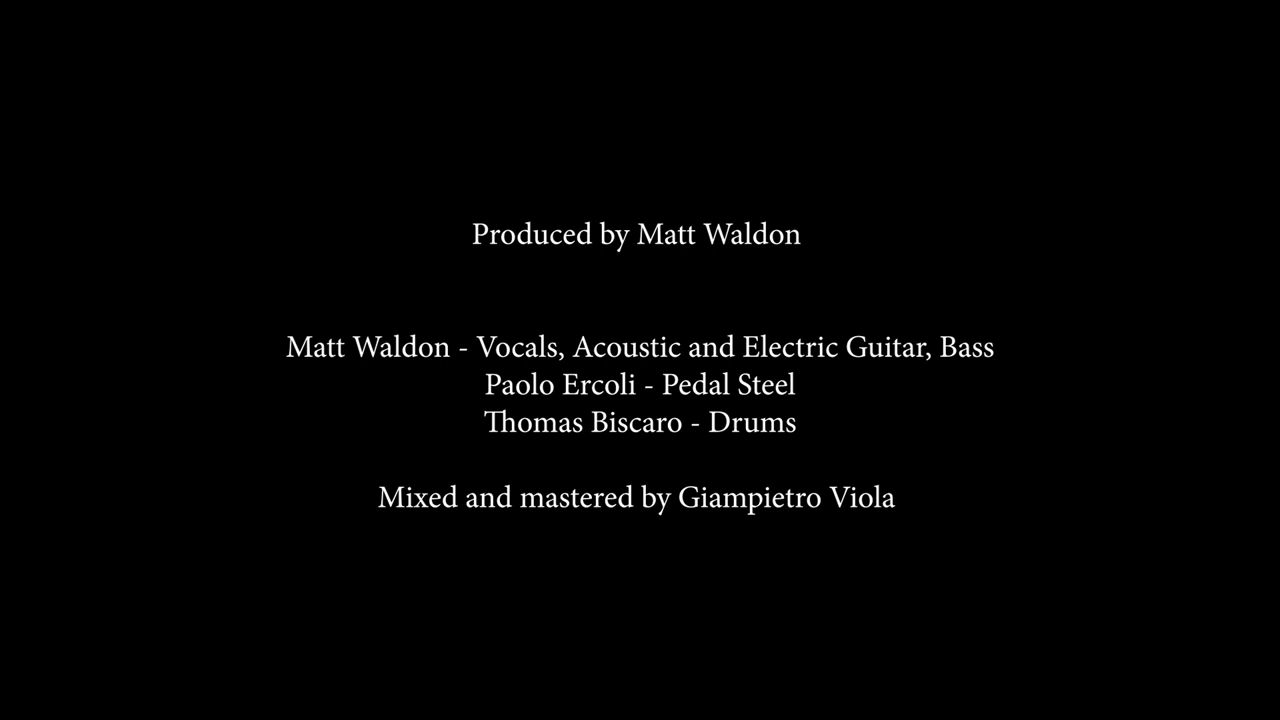 Produced by Matt Waldon
Matt Waldon - Vocals, Acoustic and Electric Guitar, Bass
Paolo Ercoli - Pedal Steel
Thomas Biscaro - Drums
Mixed and mastered by Giampietro Viola